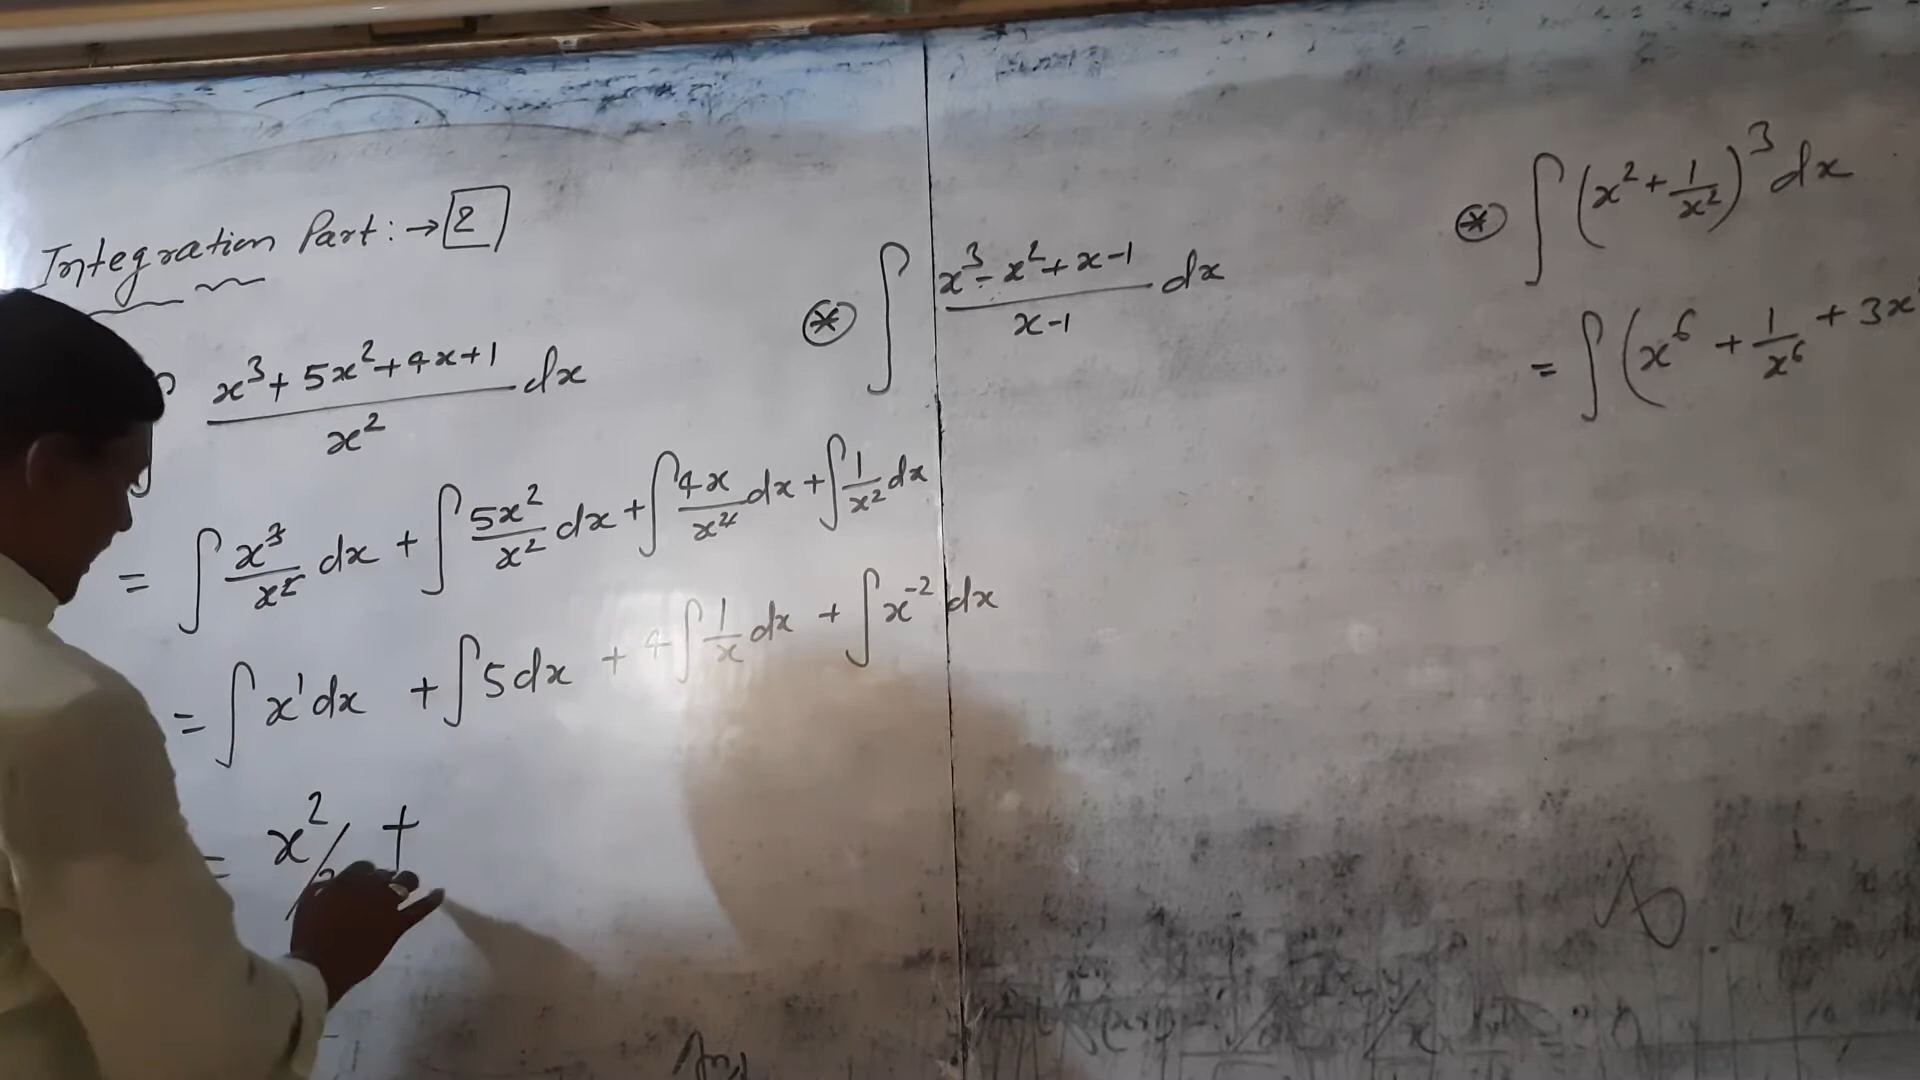 Integration Part :→ 2
∫ x³ + 5x² + 4x + 1 / x² dx
= ∫ x³/x² dx + ∫ 5x²/x² dx + ∫ 4x/x² dx + ∫ 1/x² dx
= ∫ x¹ dx + ∫ 5 dx + 4 ∫ 1/x dx + ∫ x⁻² dx
= x²/2 +
Ans
⊛ ∫ x³ - x² + x - 1 / x - 1 dx
⊛ ∫ (x² + 1/x²)³ dx
= ∫ (x⁶ + 1/x⁶ + 3x